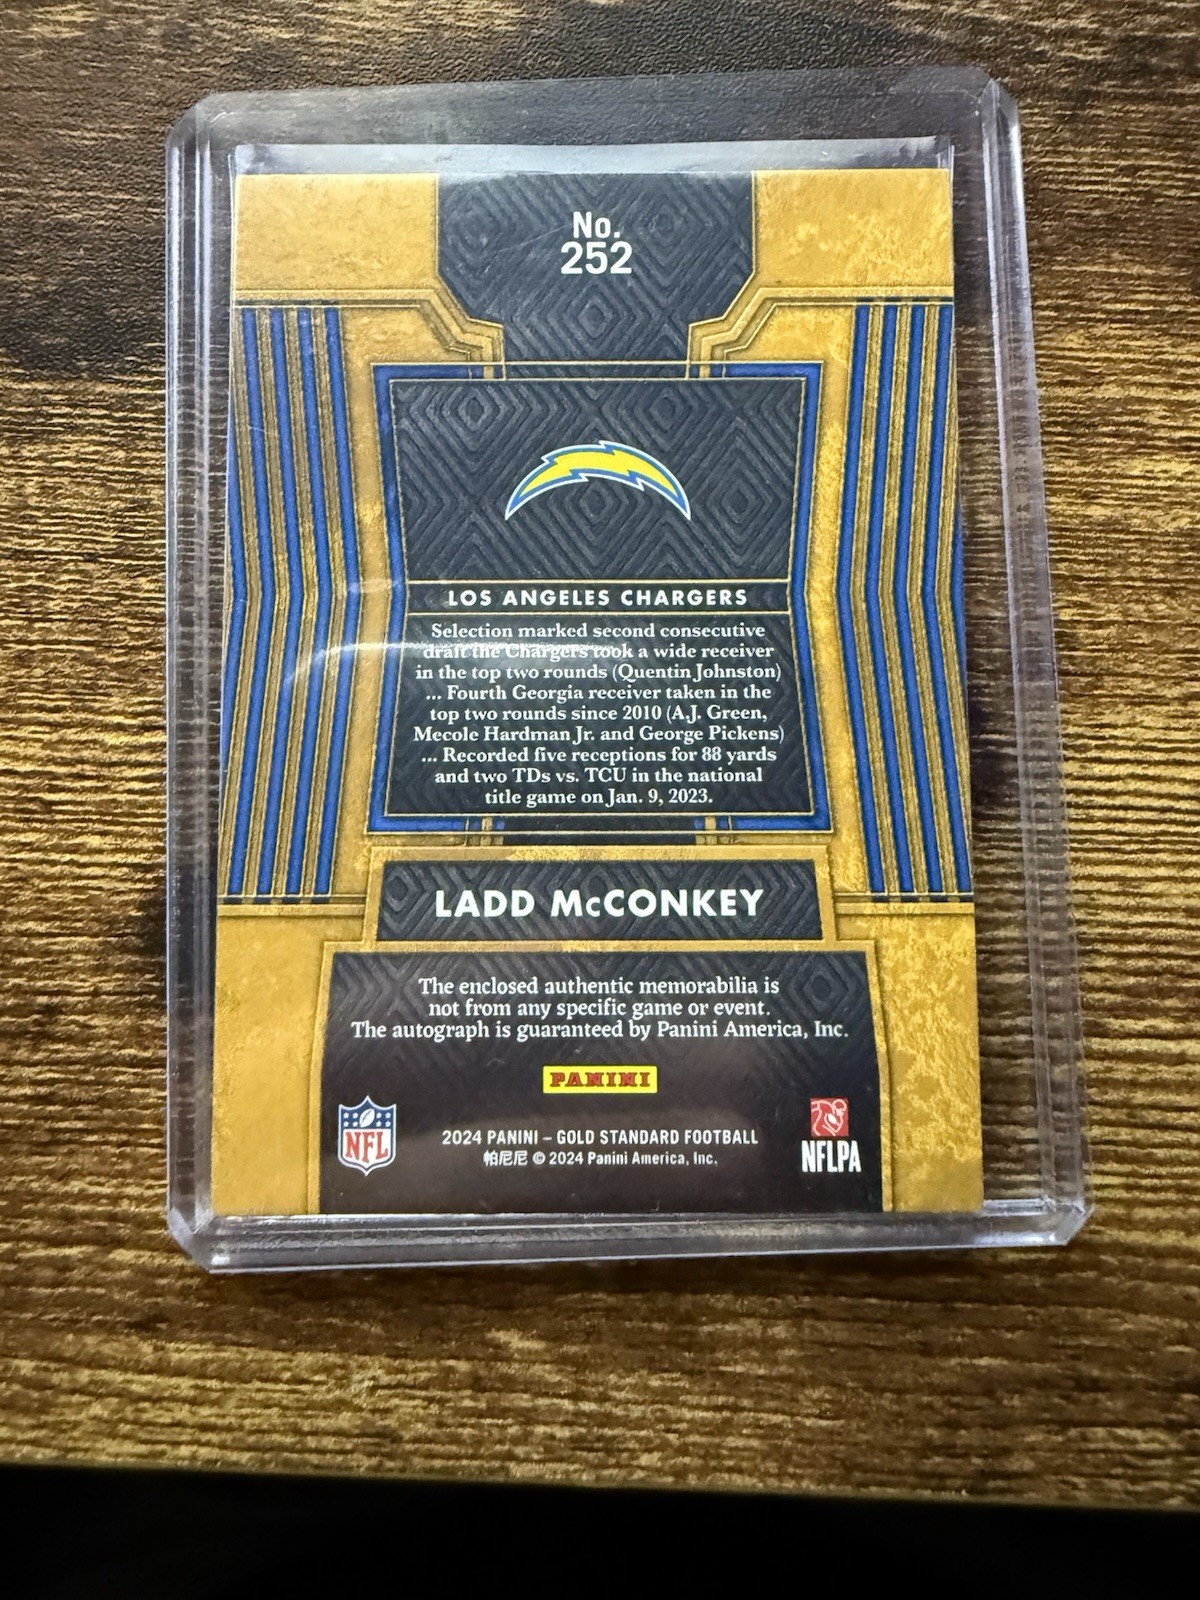 No.
252
LOS ANGELES CHARGERS
Selection marked second consecutive
draft the Chargers took a wide receiver
in the top two rounds (Quentin Johnston)
... Fourth Georgia receiver taken in the
top two rounds since 2010 (A.J. Green,
Mecole Hardman Jr. and George Pickens)
... Recorded five receptions for 88 yards
and two TDs vs. TCU in the national
title game on Jan. 9, 2023.
LADD McCONKEY
The enclosed authentic memorabilia is
not from any specific game or event.
The autograph is guaranteed by Panini America, Inc.
PANINI
NFL
2024 PANINI – GOLD STANDARD FOOTBALL
帕尼尼 © 2024 Panini America, Inc.
NFLPA